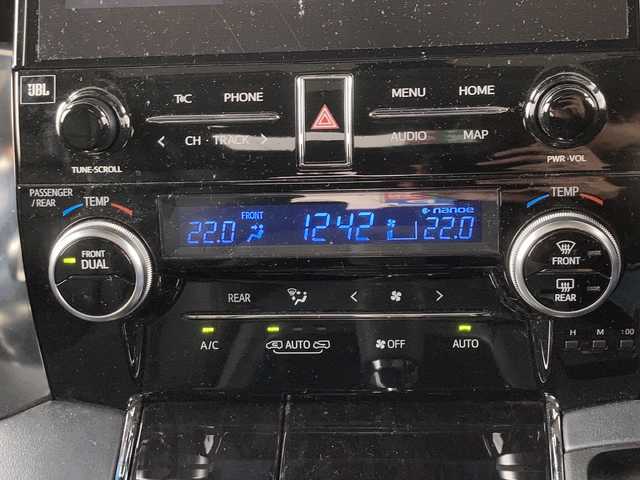 JBL
T&C PHONE
MENU HOME
CH · TRACK
AUDIO MAP
TUNE·SCROLL
PWR·VOL
PASSENGER
/REAR
TEMP
TEMP
FRONT
DUAL
FRONT
22.0
12:42
nanoe
22.0
FRONT
REAR
REAR
A/C
AUTO
OFF
AUTO
H M :00